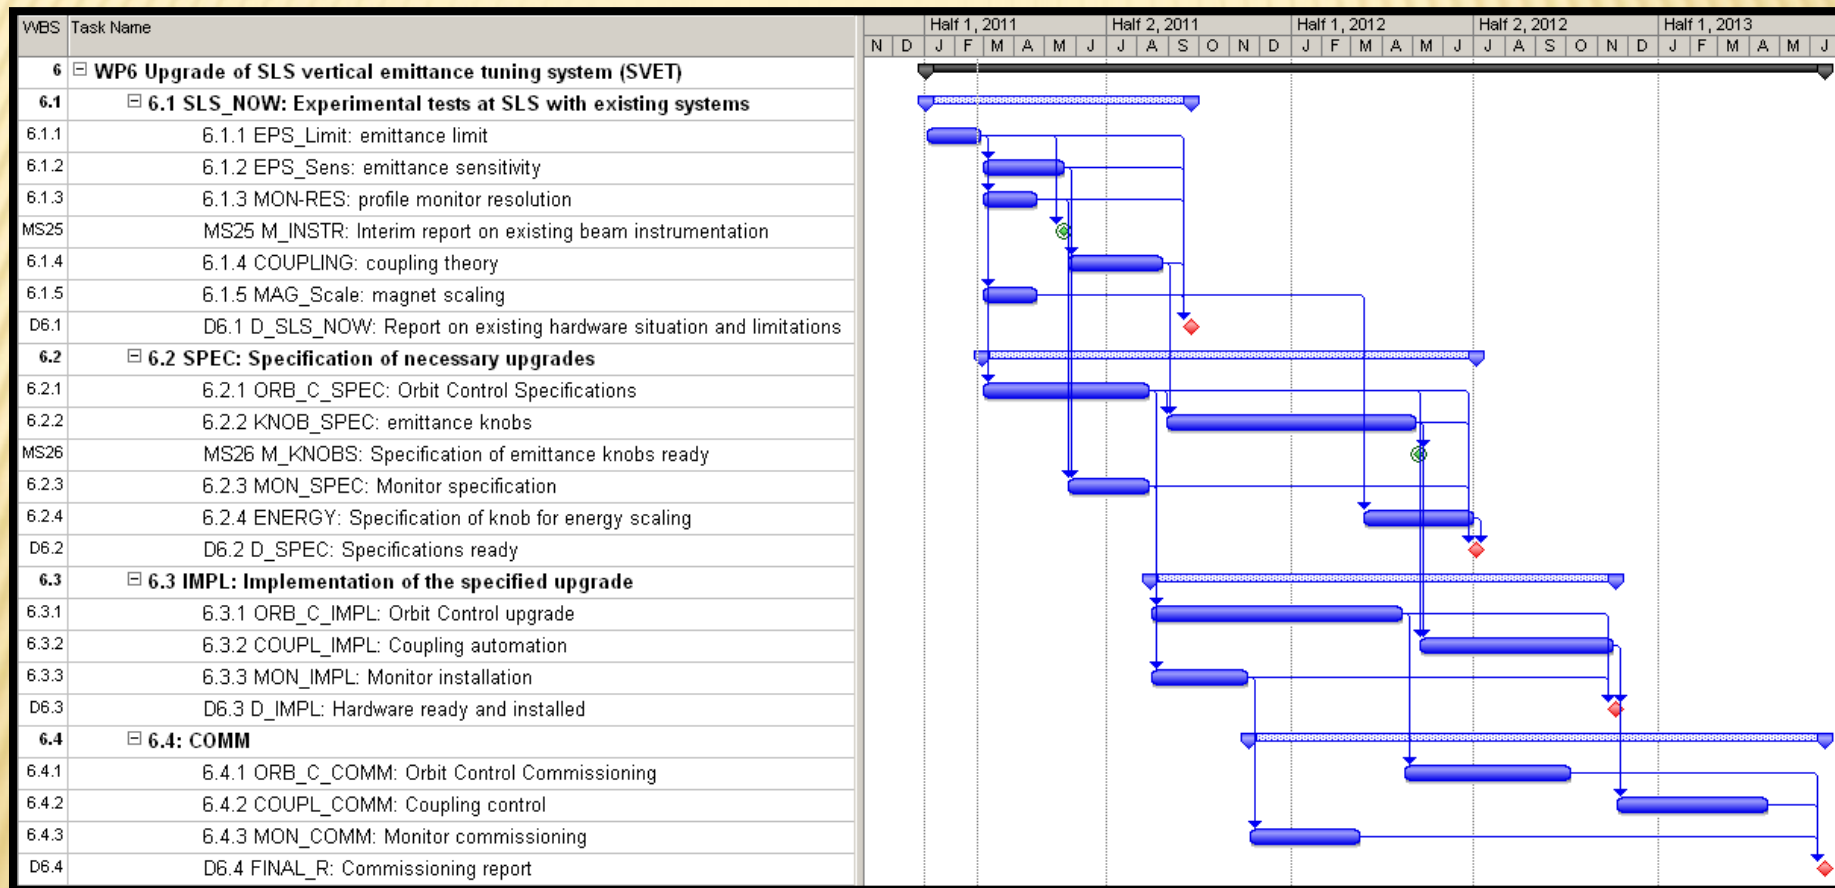 WBS Task Name Half 1, 2011 Half 2, 2011 Half 1, 2012 Half 2, 2012 Half 1, 2013
N D J F M A M J J A S O N D J F M A M J J A S O N D J F M A M J
6 WP6 Upgrade of SLS vertical emittance tuning system (SVET)
6.1 6.1 SLS_NOW: Experimental tests at SLS with existing systems
6.1.1 6.1.1 EPS_Limit: emittance limit
6.1.2 6.1.2 EPS_Sens: emittance sensitivity
6.1.3 6.1.3 MON-RES: profile monitor resolution
MS25 MS25 M_INSTR: Interim report on existing beam instrumentation
6.1.4 6.1.4 COUPLING: coupling theory
6.1.5 6.1.5 MAG_Scale: magnet scaling
D6.1 D6.1 D_SLS_NOW: Report on existing hardware situation and limitations
6.2 6.2 SPEC: Specification of necessary upgrades
6.2.1 6.2.1 ORB_C_SPEC: Orbit Control Specifications
6.2.2 6.2.2 KNOB_SPEC: emittance knobs
MS26 MS26 M_KNOBS: Specification of emittance knobs ready
6.2.3 6.2.3 MON_SPEC: Monitor specification
6.2.4 6.2.4 ENERGY: Specification of knob for energy scaling
D6.2 D6.2 D_SPEC: Specifications ready
6.3 6.3 IMPL: Implementation of the specified upgrade
6.3.1 6.3.1 ORB_C_IMPL: Orbit Control upgrade
6.3.2 6.3.2 COUPL_IMPL: Coupling automation
6.3.3 6.3.3 MON_IMPL: Monitor installation
D6.3 D6.3 D_IMPL: Hardware ready and installed
6.4 6.4: COMM
6.4.1 6.4.1 ORB_C_COMM: Orbit Control Commissioning
6.4.2 6.4.2 COUPL_COMM: Coupling control
6.4.3 6.4.3 MON_COMM: Monitor commissioning
D6.4 D6.4 FINAL_R: Commissioning report